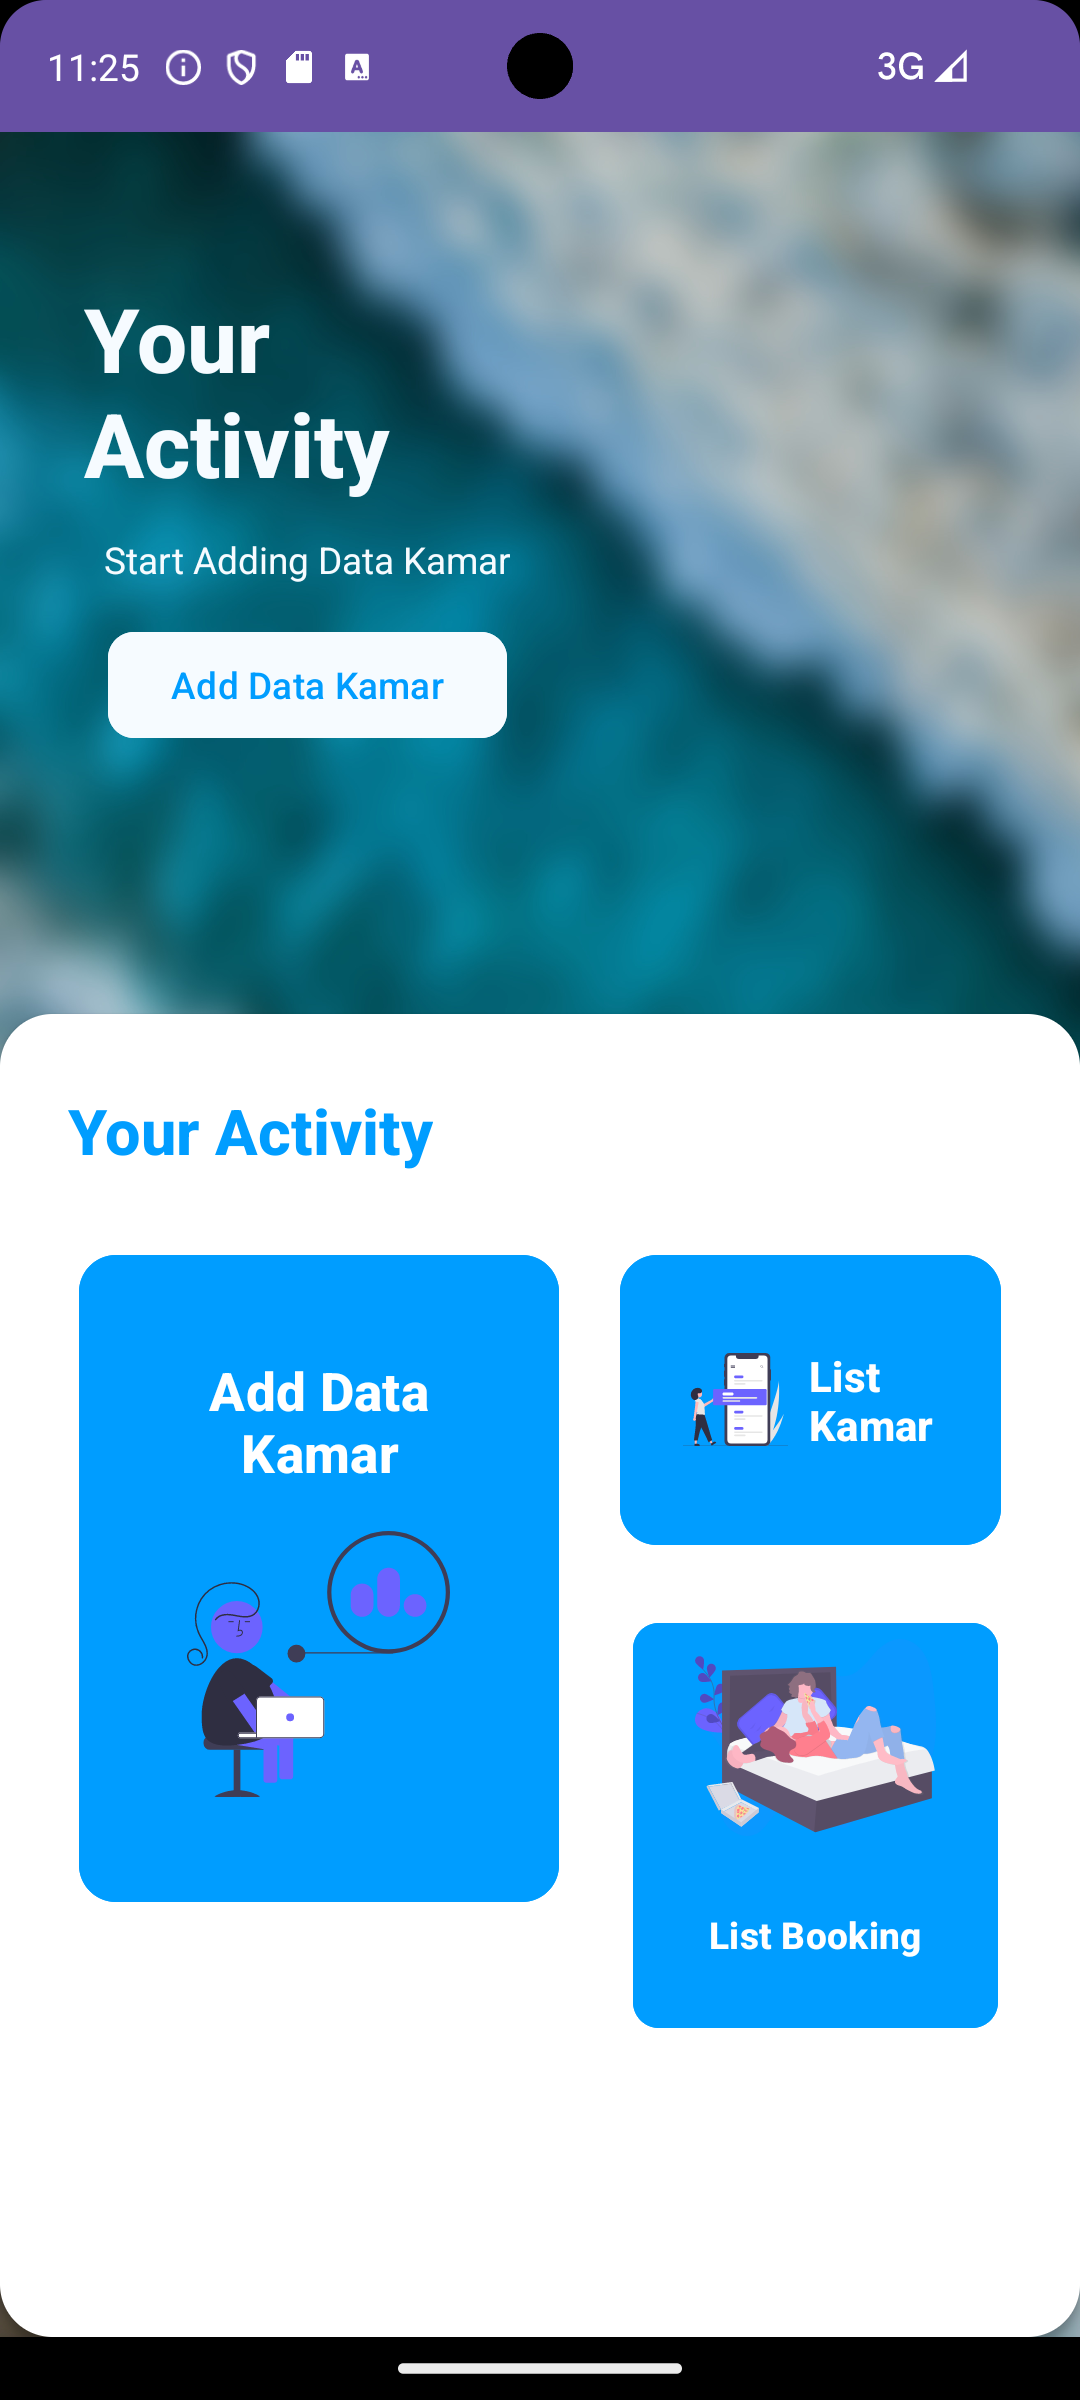 11:25
3G
Your
Activity
Start Adding Data Kamar
Add Data Kamar
Your Activity
Add Data
Kamar
List
Kamar
List Booking